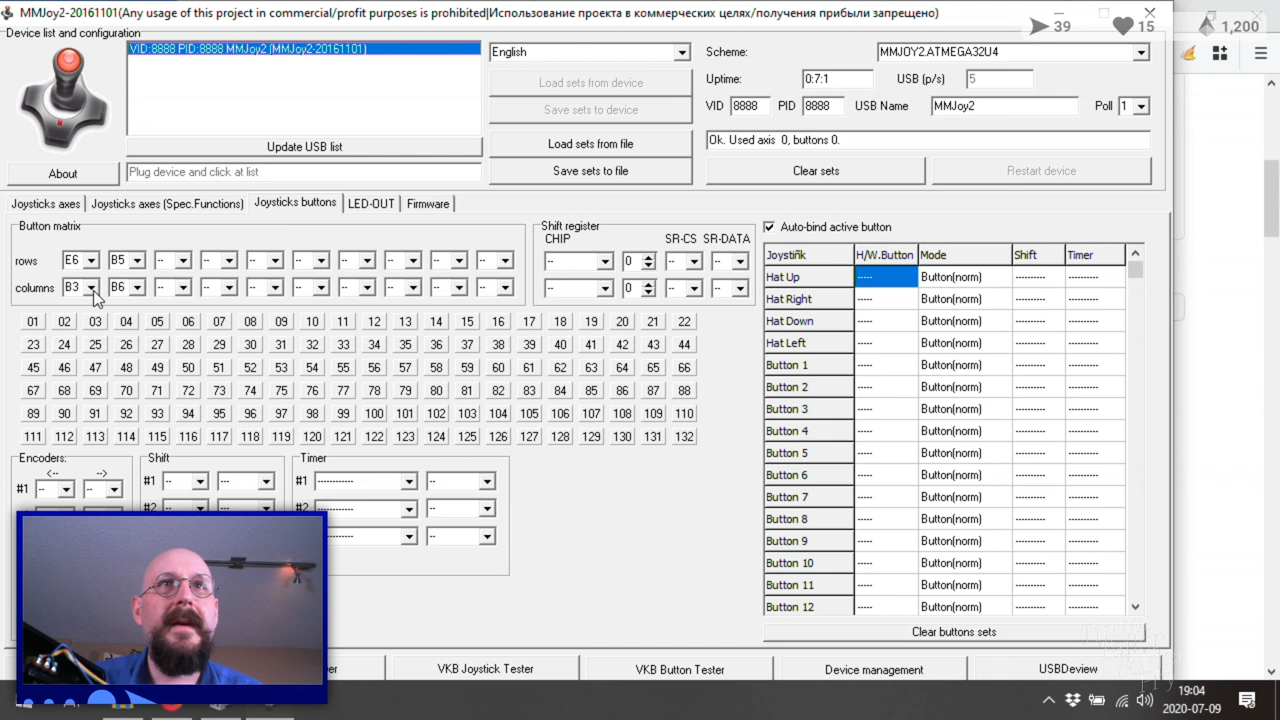 MMJoy2-20161101(Any usage of this project in commercial/profit purposes is prohibited|Использование проекта в коммерческих целях/получения прибыли запрещено)
39 15 1,200
Device list and configuration
VID:8888 PID:8888 MMJoy2 (MMJoy2-20161101)
English
Scheme: MMJOY2.ATMEGA32U4
Load sets from device
Uptime: 0:7:1 USB (p/s) 5
Save sets to device
VID 8888 PID 8888 USB Name MMJoy2 Poll 1
Update USB list
Load sets from file
Ok. Used axis 0, buttons 0.
About
Plug device and click at list
Save sets to file
Clear sets
Restart device
Joysticks axes Joysticks axes (Spec.Functions) Joysticks buttons LED-OUT Firmware
Button matrix
rows E6 B5 -- -- -- -- -- -- -- --
columns B3 B6 -- -- -- -- -- -- -- --
Shift register
CHIP SR-CS SR-DATA
-- 0 -- --
-- 0 -- --
01 02 03 04 05 06 07 08 09 10 11 12 13 14 15 16 17 18 19 20 21 22
23 24 25 26 27 28 29 30 31 32 33 34 35 36 37 38 39 40 41 42 43 44
45 46 47 48 49 50 51 52 53 54 55 56 57 58 59 60 61 62 63 64 65 66
67 68 69 70 71 72 73 74 75 76 77 78 79 80 81 82 83 84 85 86 87 88
89 90 91 92 93 94 95 96 97 98 99 100 101 102 103 104 105 106 107 108 109 110
111 112 113 114 115 116 117 118 119 120 121 122 123 124 125 126 127 128 129 130 131 132
Encoders:
<-- -->
#1 -- --
Shift
#1 -- ---
#2 -- ---
Timer
#1 ----------- --
#2 ----------- --
----------- --
Auto-bind active button
Joystiñk H/W.Button Mode Shift Timer
Hat Up ----- Button(norm) --------- ---------
Hat Right ----- Button(norm) --------- ---------
Hat Down ----- Button(norm) --------- ---------
Hat Left ----- Button(norm) --------- ---------
Button 1 ----- Button(norm) --------- ---------
Button 2 ----- Button(norm) --------- ---------
Button 3 ----- Button(norm) --------- ---------
Button 4 ----- Button(norm) --------- ---------
Button 5 ----- Button(norm) --------- ---------
Button 6 ----- Button(norm) --------- ---------
Button 7 ----- Button(norm) --------- ---------
Button 8 ----- Button(norm) --------- ---------
Button 9 ----- Button(norm) --------- ---------
Button 10 ----- Button(norm) --------- ---------
Button 11 ----- Button(norm) --------- ---------
Button 12 ----- Button(norm) --------- ---------
Clear buttons sets
VKB Joystick Tester VKB Button Tester Device management USBDeview
19:04
2020-07-09